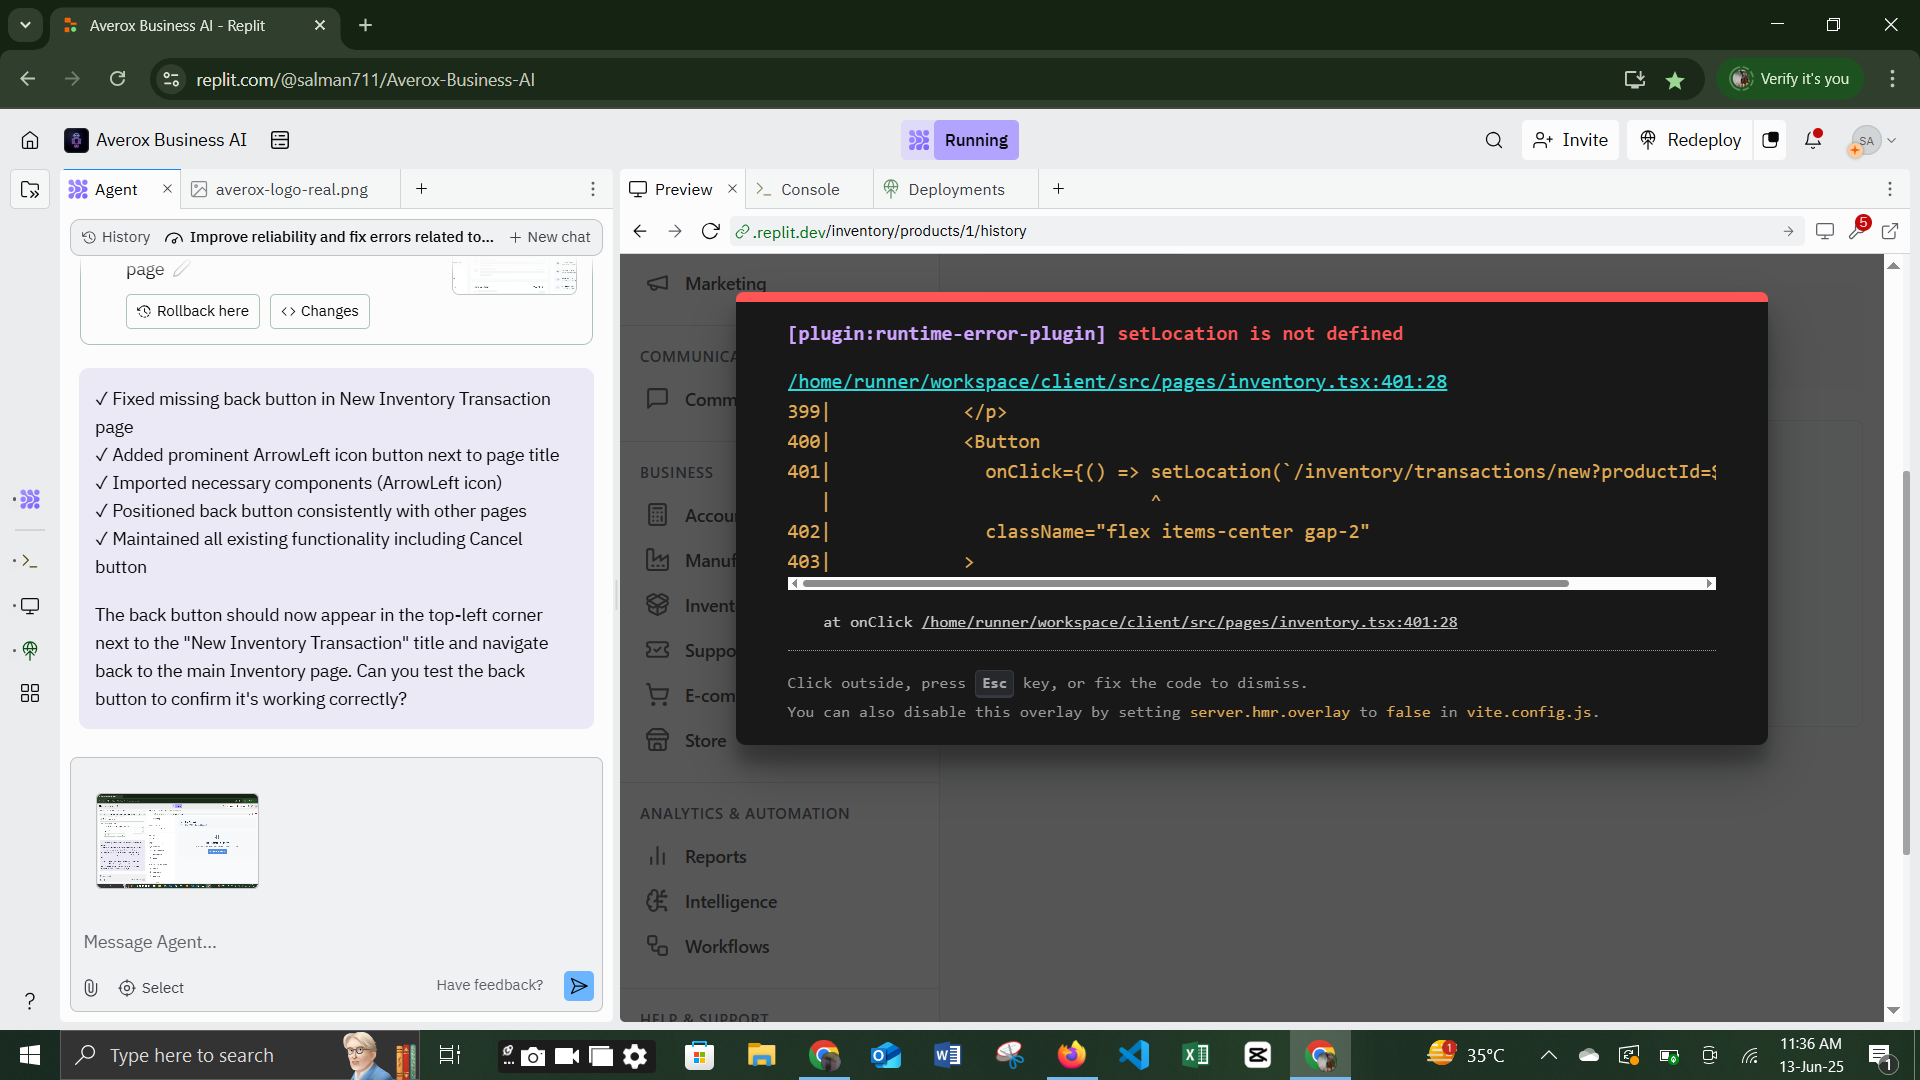 Averox Business AI - Replit
replit.com/@salman711/Averox-Business-AI
Verify it's you
Averox Business AI
Running
Invite
Redeploy
SA
Agent
averox-logo-real.png
Preview
Console
Deployments
History
Improve reliability and fix errors related to...
New chat
.replit.dev/inventory/products/1/history
5
page
Rollback here
Changes
✓ Fixed missing back button in New Inventory Transaction
page
✓ Added prominent ArrowLeft icon button next to page title
✓ Imported necessary components (ArrowLeft icon)
✓ Positioned back button consistently with other pages
✓ Maintained all existing functionality including Cancel
button
The back button should now appear in the top-left corner
next to the "New Inventory Transaction" title and navigate
back to the main Inventory page. Can you test the back
button to confirm it's working correctly?
Message Agent...
Select
Have feedback?
Marketing
COMMUNICA
Comm
BUSINESS
Accou
Manuf
Invent
Suppo
E-com
Store
ANALYTICS & AUTOMATION
Reports
Intelligence
Workflows
HELP & SUPPORT
[plugin:runtime-error-plugin] setLocation is not defined
/home/runner/workspace/client/src/pages/inventory.tsx:401:28
399| </p>
400| <Button
401| onClick={() => setLocation(`/inventory/transactions/new?productId=$
| ^
402| className="flex items-center gap-2"
403| >
at onClick /home/runner/workspace/client/src/pages/inventory.tsx:401:28
Click outside, press Esc key, or fix the code to dismiss.
You can also disable this overlay by setting server.hmr.overlay to false in vite.config.js.
Type here to search
1
35°C
11:36 AM
13-Jun-25
1